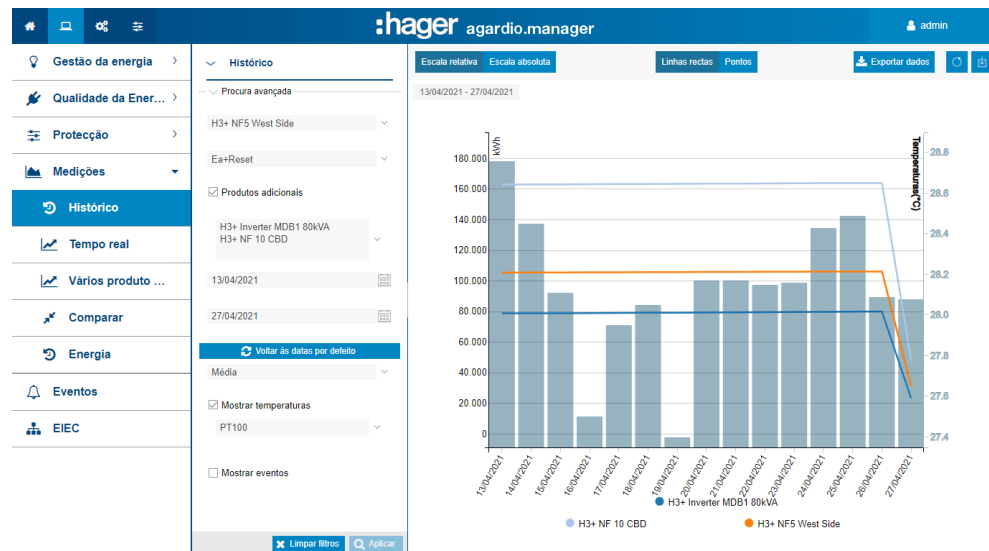 :hager agardio.manager
admin
Gestão da energia
Qualidade da Ener...
Protecção
Medições
Histórico
Tempo real
Vários produto ...
Comparar
Energia
Eventos
EIEC
Histórico
Procura avançada
H3+ NF5 West Side
Ea+Reset
Produtos adicionais
H3+ Inverter MDB1 80kVA
H3+ NF 10 CBD
13/04/2021
27/04/2021
Voltar às datas por defeito
Média
Mostrar temperaturas
PT100
Mostrar eventos
Limpar filtros
Aplicar
Escala relativa Escala absoluta
Linhas rectas Pontos
Exportar dados
13/04/2021 - 27/04/2021
kWh
180.000
160.000
140.000
120.000
100.000
80.000
60.000
40.000
20.000
0
Temperaturas(°C)
28.8
28.6
28.4
28.2
28.0
27.8
27.6
27.4
13/04/2021
14/04/2021
15/04/2021
16/04/2021
17/04/2021
18/04/2021
19/04/2021
20/04/2021
21/04/2021
22/04/2021
23/04/2021
24/04/2021
25/04/2021
26/04/2021
27/04/2021
H3+ Inverter MDB1 80kVA
H3+ NF 10 CBD
H3+ NF5 West Side